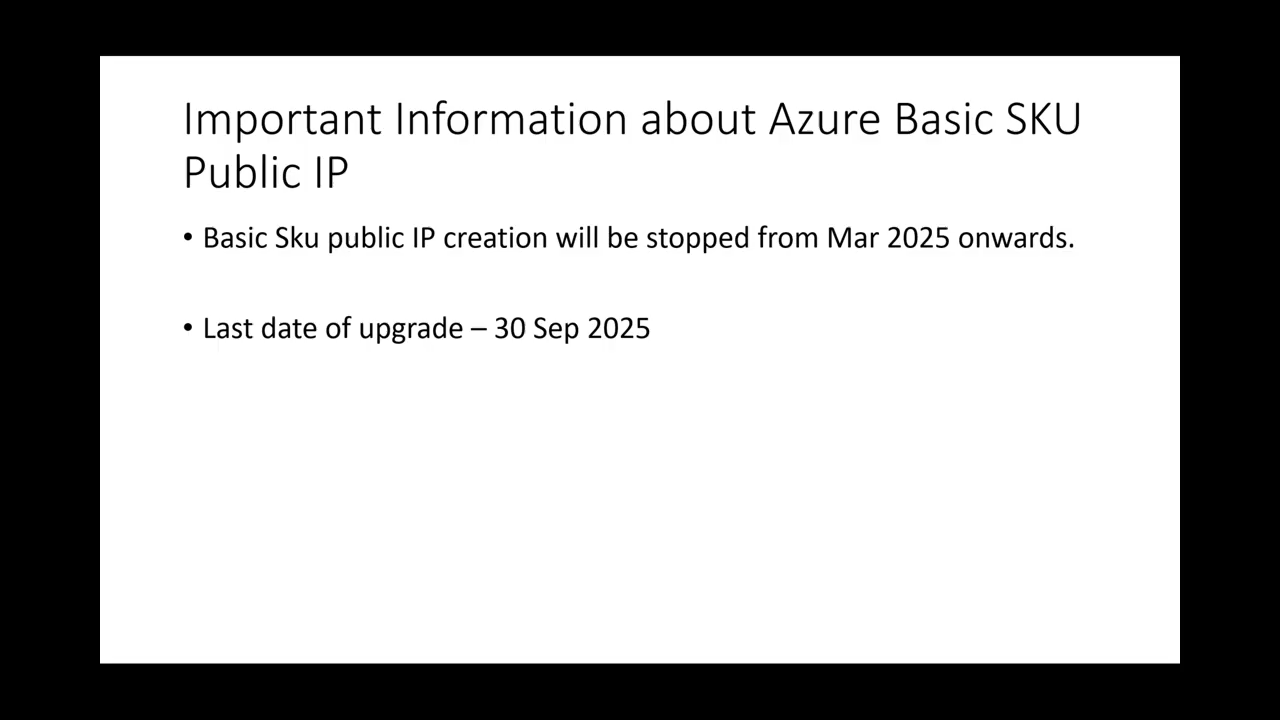 Important Information about Azure Basic SKU
Public IP
• Basic Sku public IP creation will be stopped from Mar 2025 onwards.
• Last date of upgrade – 30 Sep 2025